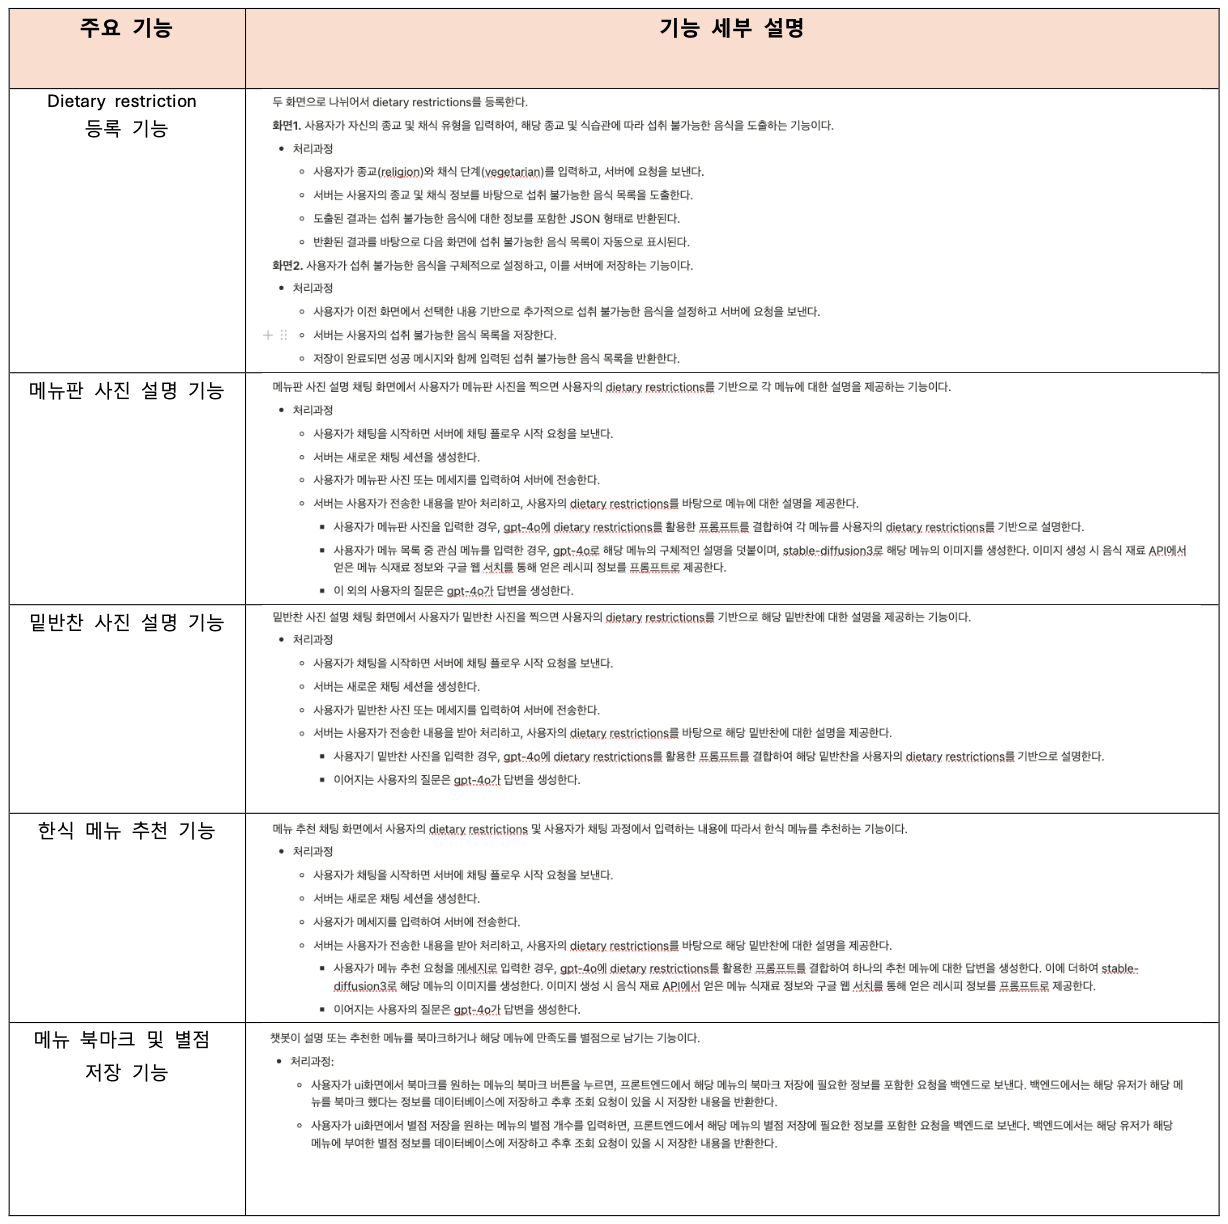 주요 기능
기능 세부 설명
Dietary restriction
등록 기능
두 화면으로 나뉘어서 dietary restrictions를 등록한다.
화면1. 사용자가 자신의 종교 및 채식 유형을 입력하여, 해당 종교 및 식습관에 따라 섭취 불가능한 음식을 도출하는 기능이다.
• 처리과정
◦ 사용자가 종교(religion)와 채식 단계(vegetarian)를 입력하고, 서버에 요청을 보낸다.
◦ 서버는 사용자의 종교 및 채식 정보를 바탕으로 섭취 불가능한 음식 목록을 도출한다.
◦ 도출된 결과는 섭취 불가능한 음식에 대한 정보를 포함한 JSON 형태로 반환된다.
◦ 반환된 결과를 바탕으로 다음 화면에 섭취 불가능한 음식 목록이 자동으로 표시된다.
화면2. 사용자가 섭취 불가능한 음식을 구체적으로 설정하고, 이를 서버에 저장하는 기능이다.
• 처리과정
◦ 사용자가 이전 화면에서 선택한 내용 기반으로 추가적으로 섭취 불가능한 음식을 설정하고 서버에 요청을 보낸다.
◦ 서버는 사용자의 섭취 불가능한 음식 목록을 저장한다.
◦ 저장이 완료되면 성공 메시지와 함께 입력된 섭취 불가능한 음식 목록을 반환한다.
메뉴판 사진 설명 기능
메뉴판 사진 설명 채팅 화면에서 사용자가 메뉴판 사진을 찍으면 사용자의 dietary restrictions를 기반으로 각 메뉴에 대한 설명을 제공하는 기능이다.
• 처리과정
◦ 사용자가 채팅을 시작하면 서버에 채팅 플로우 시작 요청을 보낸다.
◦ 서버는 새로운 채팅 세션을 생성한다.
◦ 사용자가 메뉴판 사진 또는 메세지를 입력하여 서버에 전송한다.
◦ 서버는 사용자가 전송한 내용을 받아 처리하고, 사용자의 dietary restrictions를 바탕으로 메뉴에 대한 설명을 제공한다.
▪ 사용자가 메뉴판 사진을 입력한 경우, gpt-4o에 dietary restrictions를 활용한 프롬프트를 결합하여 각 메뉴를 사용자의 dietary restrictions를 기반으로 설명한다.
▪ 사용자가 메뉴 목록 중 관심 메뉴를 입력한 경우, gpt-4o로 해당 메뉴의 구체적인 설명을 덧붙이며, stable-diffusion3로 해당 메뉴의 이미지를 생성한다. 이미지 생성 시 음식 재료 API에서
얻은 메뉴 식재료 정보와 구글 웹 서치를 통해 얻은 레시피 정보를 프롬프트로 제공한다.
▪ 이 외의 사용자의 질문은 gpt-4o가 답변을 생성한다.
밑반찬 사진 설명 기능
밑반찬 사진 설명 채팅 화면에서 사용자가 밑반찬 사진을 찍으면 사용자의 dietary restrictions를 기반으로 해당 밑반찬에 대한 설명을 제공하는 기능이다.
• 처리과정
◦ 사용자가 채팅을 시작하면 서버에 채팅 플로우 시작 요청을 보낸다.
◦ 서버는 새로운 채팅 세션을 생성한다.
◦ 사용자가 밑반찬 사진 또는 메세지를 입력하여 서버에 전송한다.
◦ 서버는 사용자가 전송한 내용을 받아 처리하고, 사용자의 dietary restrictions를 바탕으로 해당 밑반찬에 대한 설명을 제공한다.
▪ 사용자기 밑반찬 사진을 입력한 경우, gpt-4o에 dietary restrictions를 활용한 프롬프트를 결합하여 해당 밑반찬을 사용자의 dietary restrictions를 기반으로 설명한다.
▪ 이어지는 사용자의 질문은 gpt-4o가 답변을 생성한다.
한식 메뉴 추천 기능
메뉴 추천 채팅 화면에서 사용자의 dietary restrictions 및 사용자가 채팅 과정에서 입력하는 내용에 따라서 한식 메뉴를 추천하는 기능이다.
• 처리과정
◦ 사용자가 채팅을 시작하면 서버에 채팅 플로우 시작 요청을 보낸다.
◦ 서버는 새로운 채팅 세션을 생성한다.
◦ 사용자가 메세지를 입력하여 서버에 전송한다.
◦ 서버는 사용자가 전송한 내용을 받아 처리하고, 사용자의 dietary restrictions를 바탕으로 해당 밑반찬에 대한 설명을 제공한다.
▪ 사용자가 메뉴 추천 요청을 메세지로 입력한 경우, gpt-4o에 dietary restrictions를 활용한 프롬프트를 결합하여 하나의 추천 메뉴에 대한 답변을 생성한다. 이에 더하여 stable-
diffusion3로 해당 메뉴의 이미지를 생성한다. 이미지 생성 시 음식 재료 API에서 얻은 메뉴 식재료 정보와 구글 웹 서치를 통해 얻은 레시피 정보를 프롬프트로 제공한다.
▪ 이어지는 사용자의 질문은 gpt-4o가 답변을 생성한다.
메뉴 북마크 및 별점
저장 기능
챗봇이 설명 또는 추천한 메뉴를 북마크하거나 해당 메뉴에 만족도를 별점으로 남기는 기능이다.
• 처리과정:
◦ 사용자가 ui화면에서 북마크를 원하는 메뉴의 북마크 버튼을 누르면, 프론트엔드에서 해당 메뉴의 북마크 저장에 필요한 정보를 포함한 요청을 백엔드로 보낸다. 백엔드에서는 해당 유저가 해당 메
뉴를 북마크 했다는 정보를 데이터베이스에 저장하고 추후 조회 요청이 있을 시 저장한 내용을 반환한다.
◦ 사용자가 ui화면에서 별점 저장을 원하는 메뉴의 별점 개수를 입력하면, 프론트엔드에서 해당 메뉴의 별점 저장에 필요한 정보를 포함한 요청을 백엔드로 보낸다. 백엔드에서는 해당 유저가 해당
메뉴에 부여한 별점 정보를 데이터베이스에 저장하고 추후 조회 요청이 있을 시 저장한 내용을 반환한다.